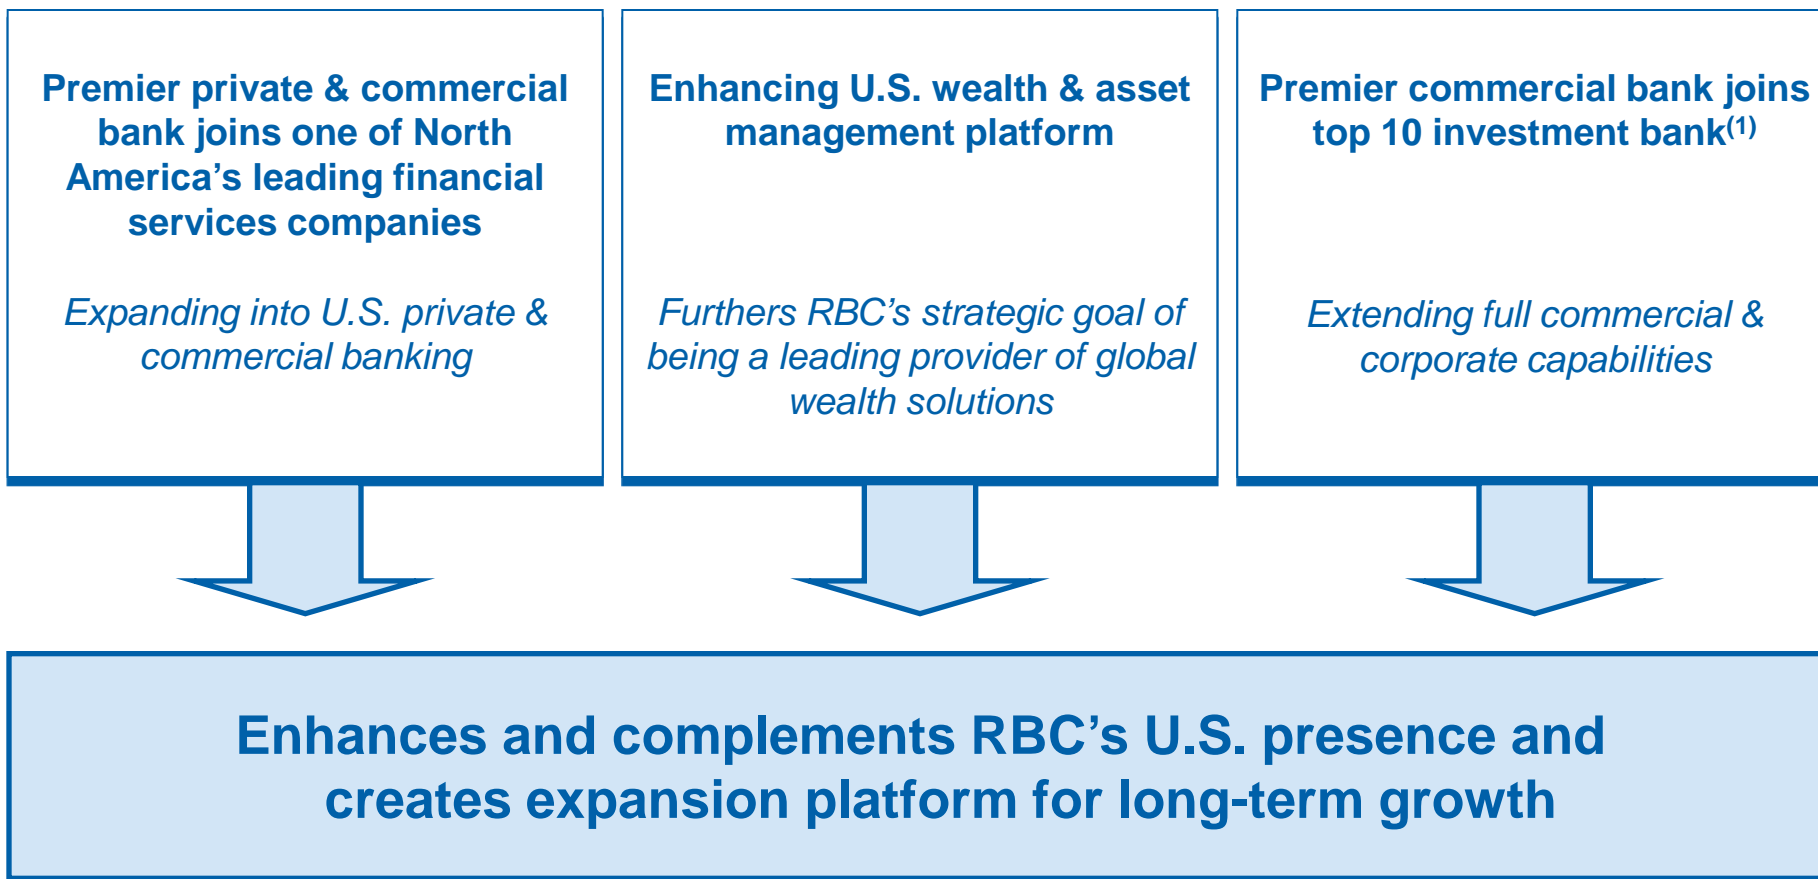 Premier private & commercial
bank joins one of North
America’s leading financial
services companies
Expanding into U.S. private &
commercial banking
Enhancing U.S. wealth & asset
management platform
Furthers RBC’s strategic goal of
being a leading provider of global
wealth solutions
Premier commercial bank joins
top 10 investment bank(1)
Extending full commercial &
corporate capabilities
Enhances and complements RBC’s U.S. presence and
creates expansion platform for long-term growth